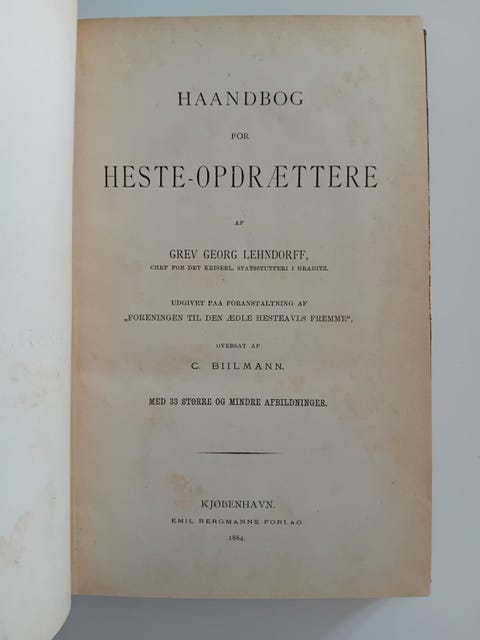 HAANDBOG
FOR
HESTE-OPDRÆTTERE
AF
GREV GEORG LEHNDORFF,
CHEF FOR DET KEISERL. STATSSTUTTERI I GRADITZ.
UDGIVET PAA FORANSTALTNING AF
„FORENINGEN TIL DEN ÆDLE HESTEAVLS FREMME“,
OVERSAT AF
C. BIILMANN.
MED 33 STØRRE OG MINDRE AFBILDNINGER.
KJØBENHAVN.
EMIL BERGMANNS FORLAG.
1884.